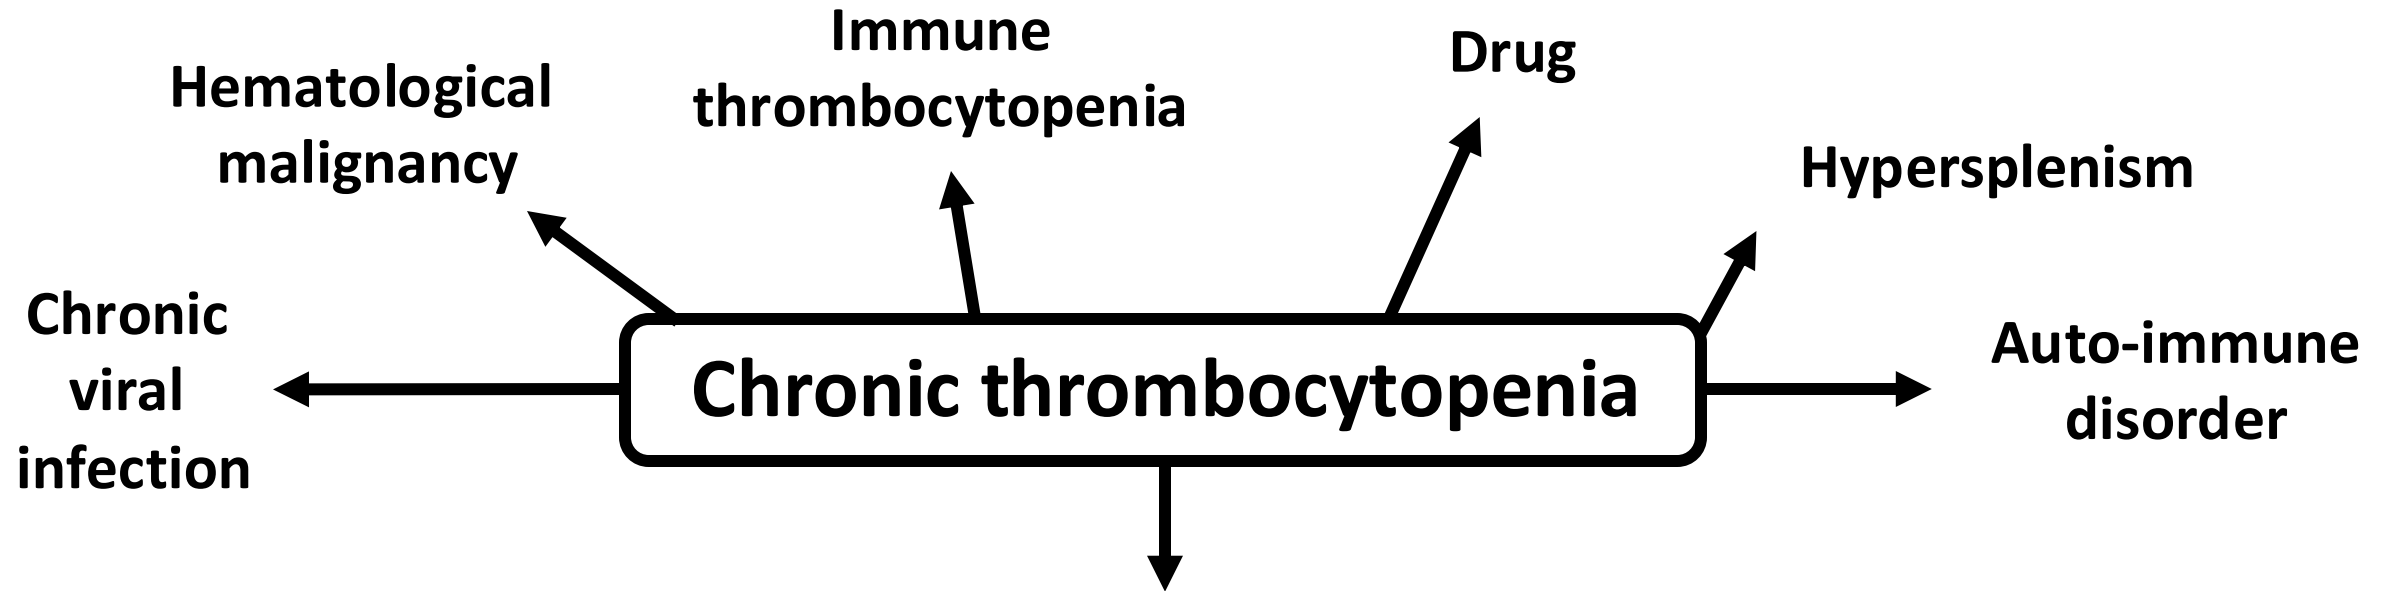 Immune
thrombocytopenia
Drug
Hematological
malignancy
Hypersplenism
Chronic
viral
infection
Chronic thrombocytopenia
Auto-immune
disorder